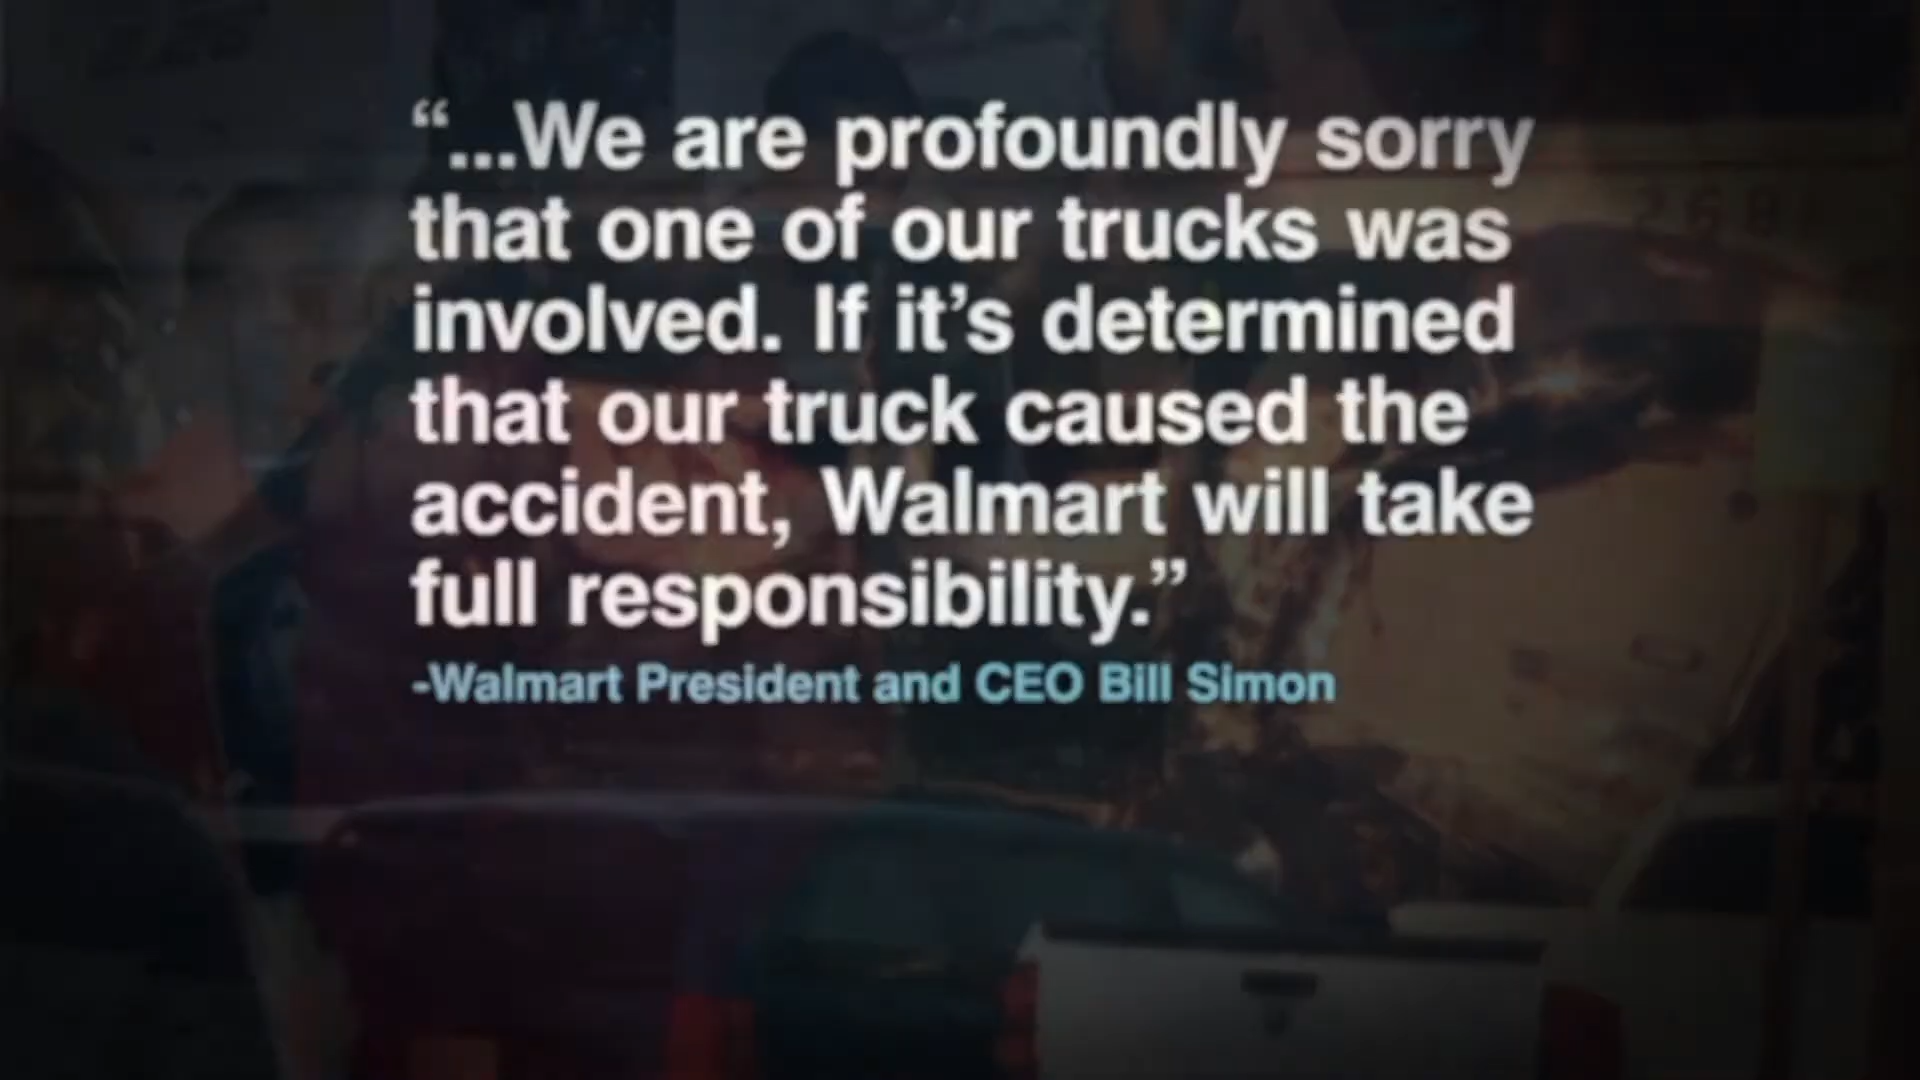 “...We are profoundly sorry
that one of our trucks was
involved. If it’s determined
that our truck caused the
accident, Walmart will take
full responsibility.”
-Walmart President and CEO Bill Simon
268